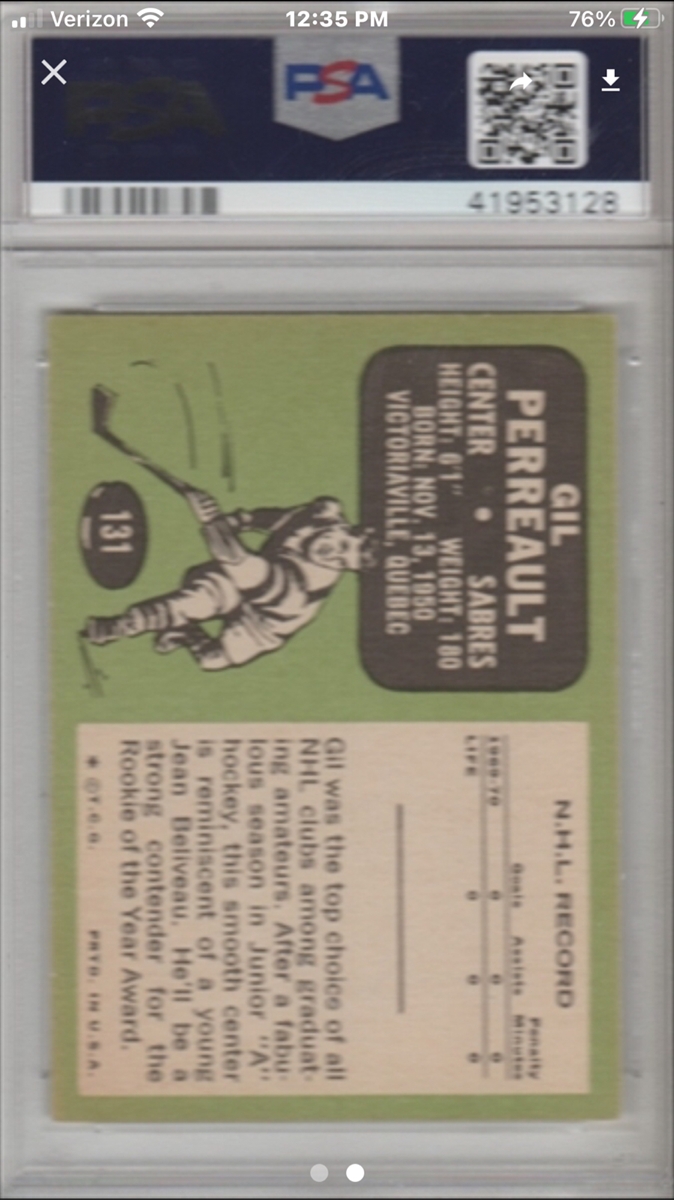 Verizon 12:35 PM 76%
PSA
PSA
41953128
GIL
PERREAULT
CENTER • SABRES
HEIGHT, 6'1" WEIGHT, 180
BORN: NOV. 13, 1950
VICTORIAVILLE, QUEBEC
131
N.H.L. RECORD
Goals Assists Penalty Minutes
1969-70 0 0 0
LIFE 0 0 0
Gil was the top choice of all
NHL clubs among graduat-
ing amateurs. After a fabu-
lous season in Junior "A"
hockey, this smooth center
is reminiscent of a young
Jean Beliveau. He'll be a
strong contender for the
Rookie of the Year Award.
* © T.C.G. PRTD. IN U.S.A.